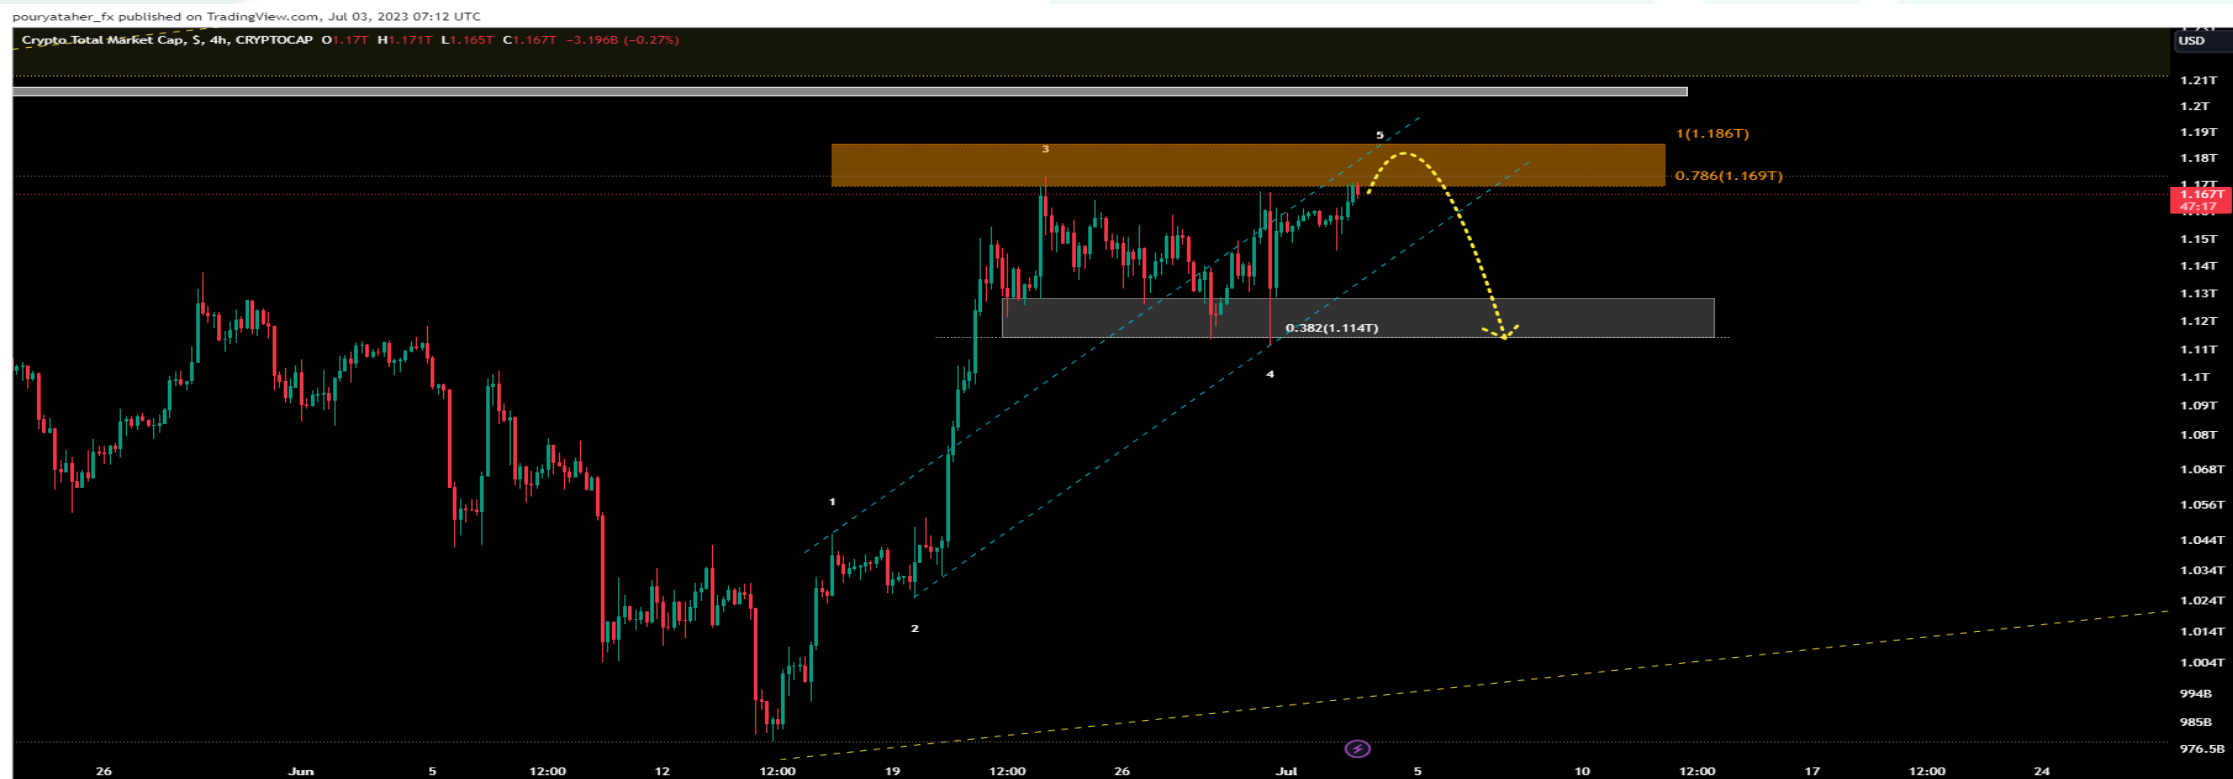 pouryataher_fx published on TradingView.com, Jul 03, 2023 07:12 UTC
Crypto Total Market Cap, $, 4h, CRYPTOCAP O1.17T H1.171T L1.165T C1.167T −3.196B (−0.27%)
USD
1.21T
1.2T
1.19T
1.18T
1.17T
1.167T
47:17
1.15T
1.14T
1.13T
1.12T
1.11T
1.1T
1.09T
1.08T
1.068T
1.056T
1.044T
1.034T
1.024T
1.014T
1.004T
994B
985B
976.5B
5
1(1.186T)
3
0.786(1.169T)
0.382(1.114T)
4
1
2
26 Jun 5 12:00 12 12:00 19 12:00 26 Jul 5 10 12:00 17 12:00 24